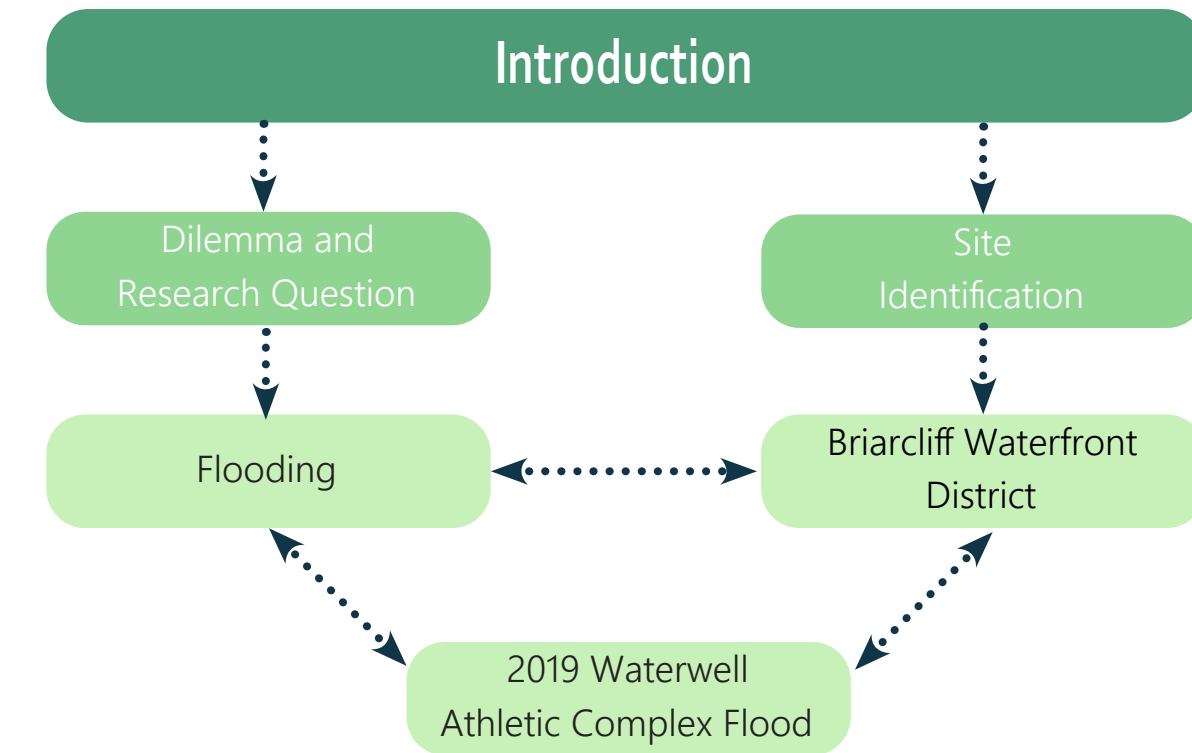 Introduction
Dilemma and
Research Question
Site
Identification
Flooding
Briarcliff Waterfront
District
2019 Waterwell
Athletic Complex Flood